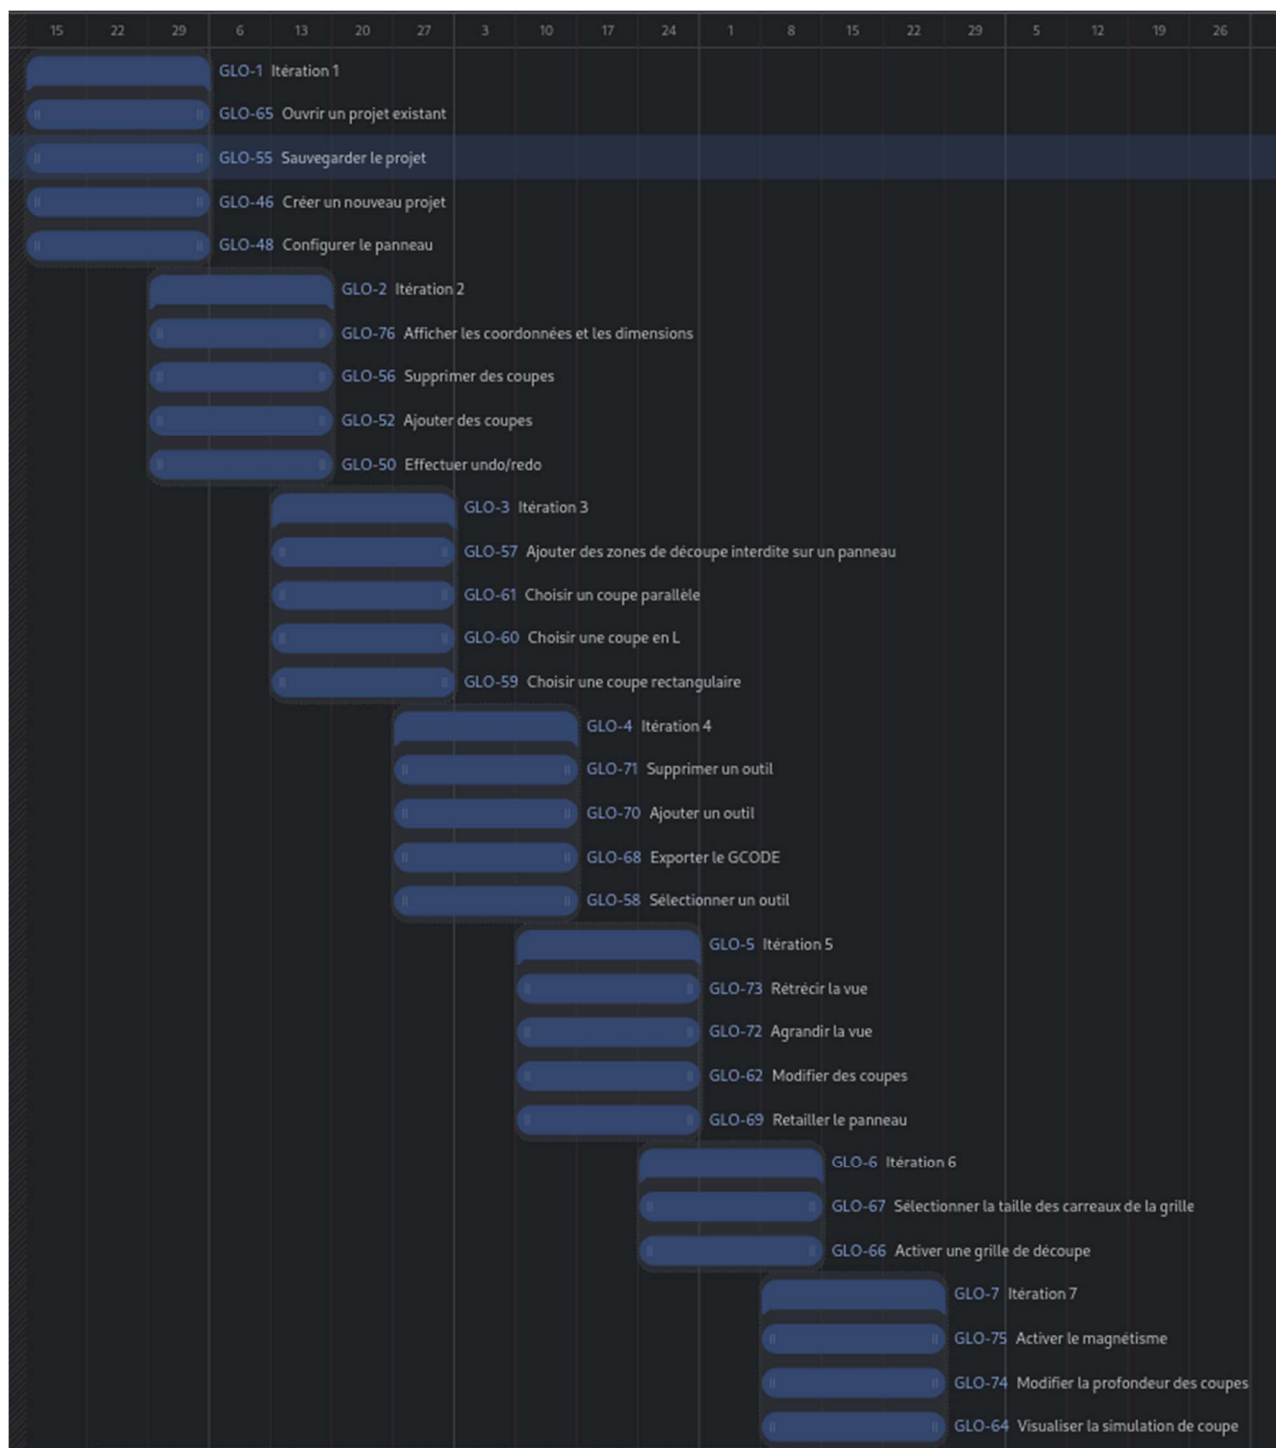 15 22 29 6 13 20 27 3 10 17 24 1 8 15 22 29 5 12 19 26
GLO-1 Itération 1
GLO-65 Ouvrir un projet existant
GLO-55 Sauvegarder le projet
GLO-46 Créer un nouveau projet
GLO-48 Configurer le panneau
GLO-2 Itération 2
GLO-76 Afficher les coordonnées et les dimensions
GLO-56 Supprimer des coupes
GLO-52 Ajouter des coupes
GLO-50 Effectuer undo/redo
GLO-3 Itération 3
GLO-57 Ajouter des zones de découpe interdite sur un panneau
GLO-61 Choisir un coupe parallèle
GLO-60 Choisir une coupe en L
GLO-59 Choisir une coupe rectangulaire
GLO-4 Itération 4
GLO-71 Supprimer un outil
GLO-70 Ajouter un outil
GLO-68 Exporter le GCODE
GLO-58 Sélectionner un outil
GLO-5 Itération 5
GLO-73 Rétrécir la vue
GLO-72 Agrandir la vue
GLO-62 Modifier des coupes
GLO-69 Retailler le panneau
GLO-6 Itération 6
GLO-67 Sélectionner la taille des carreaux de la grille
GLO-66 Activer une grille de découpe
GLO-7 Itération 7
GLO-75 Activer le magnétisme
GLO-74 Modifier la profondeur des coupes
GLO-64 Visualiser la simulation de coupe